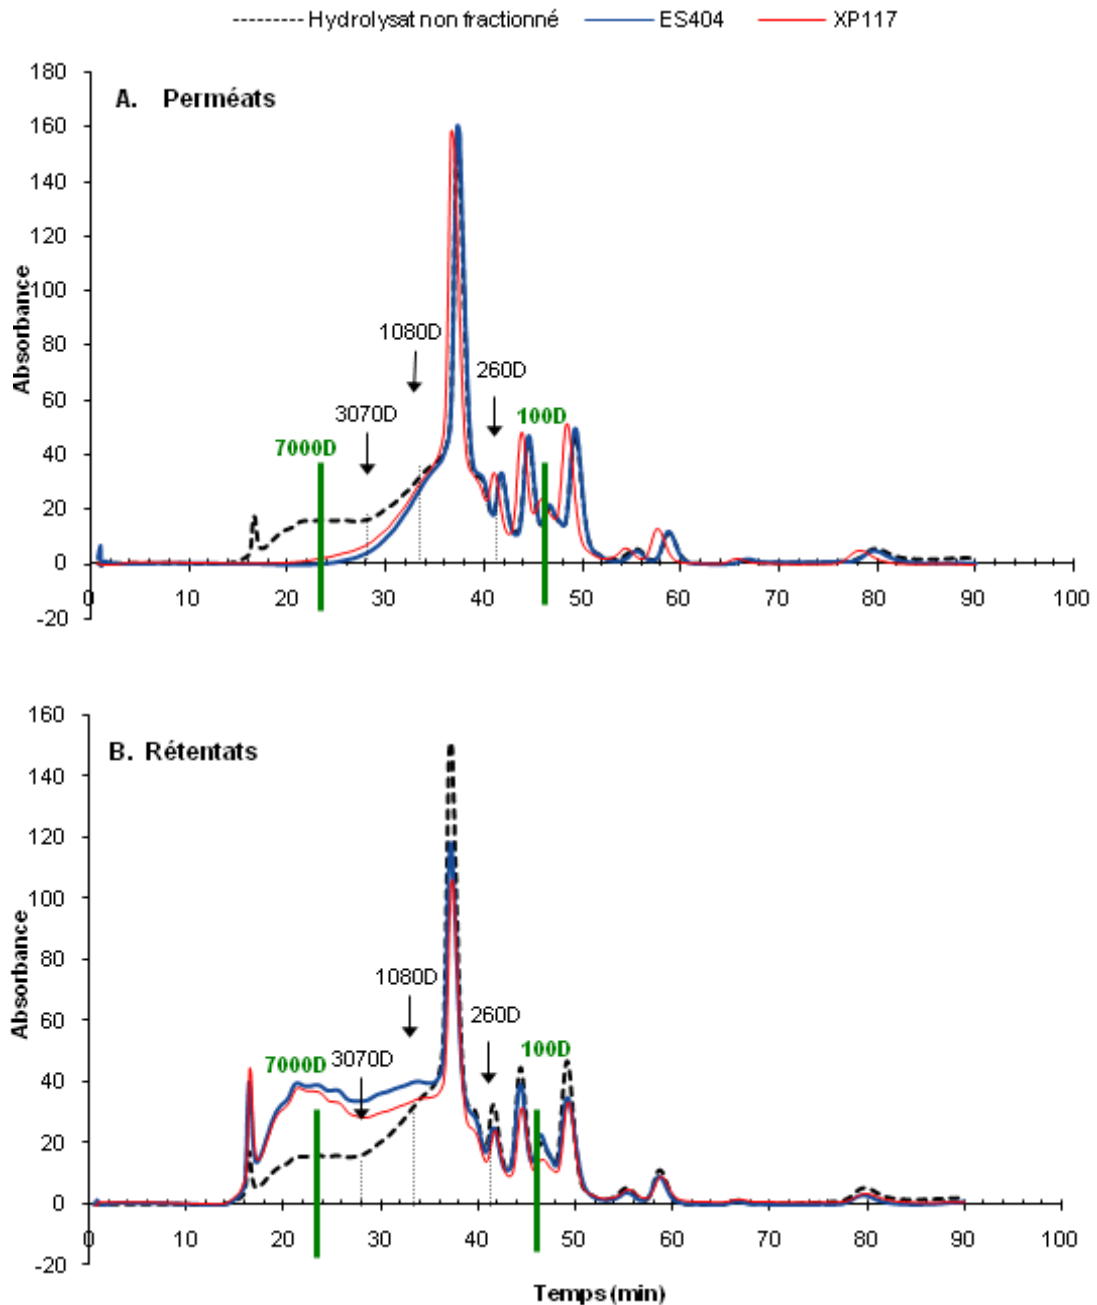 Hydrolysat non fractionné ES404 XP117
A. Perméats
Absorbance
180
160
140
120
100
80
60
40
20
0
-20
7000D
3070D
1080D
260D
100D
0 10 20 30 40 50 60 70 80 90 100
B. Rétentats
Absorbance
160
140
120
100
80
60
40
20
0
-20
7000D
3070D
1080D
260D
100D
0 10 20 30 40 50 60 70 80 90 100
Temps (min)